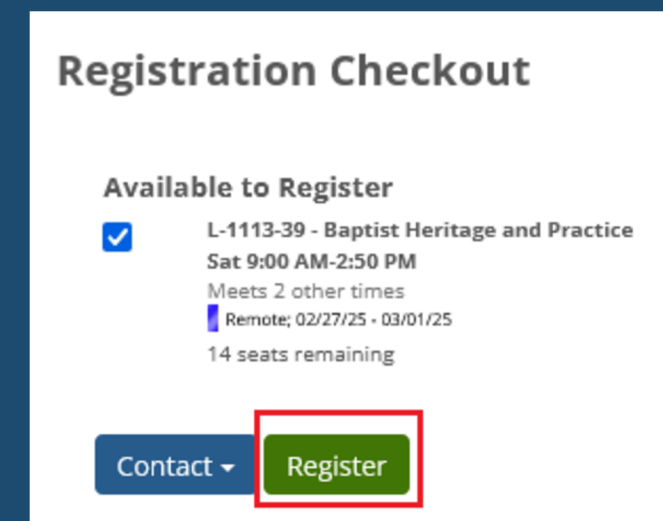 Registration Checkout
Available to Register
L-1113-39 - Baptist Heritage and Practice
Sat 9:00 AM-2:50 PM
Meets 2 other times
Remote; 02/27/25 - 03/01/25
14 seats remaining
Contact
Register